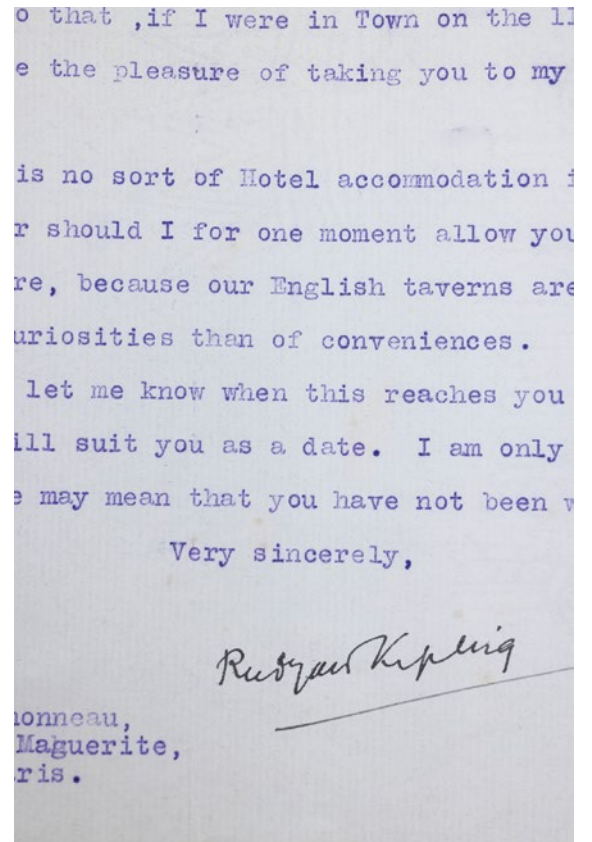 o that ,if I were in Town on the 11
e the pleasure of taking you to my
is no sort of Hotel accommodation i
r should I for one moment allow you
re, because our English taverns are
uriosities than of conveniences.
let me know when this reaches you
ill suit you as a date. I am only
e may mean that you have not been w
Very sincerely,
Rudyard Kipling
onneau,
Maguerite,
ris.